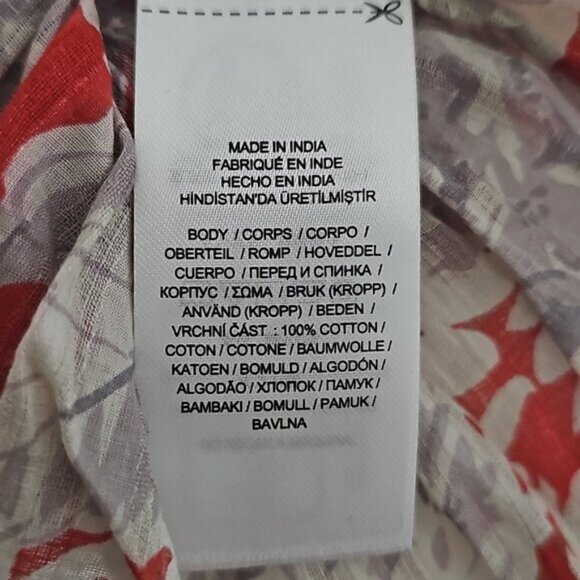 MADE IN INDIA
FABRIQUÉ EN INDE
HECHO EN INDIA
HİNDİSTAN'DA ÜRETİLMİŞTİR
BODY / CORPS / CORPO /
OBERTEIL / ROMP / HOVEDDEL /
CUERPO / ПЕРЕД И СПИНКА /
КОРПУС / ΣΩΜΑ / BRUK (KROPP) /
ANVÄND (KROPP) / BEDEN /
VRCHNÍ ČÁST : 100% COTTON /
COTON / COTONE / BAUMWOLLE /
KATOEN / BOMULD / ALGODÓN /
ALGODÃO / ХЛОПОК / ПАМУК /
ΒΑΜΒΑΚΙ / BOMULL / PAMUK /
BAVLNA